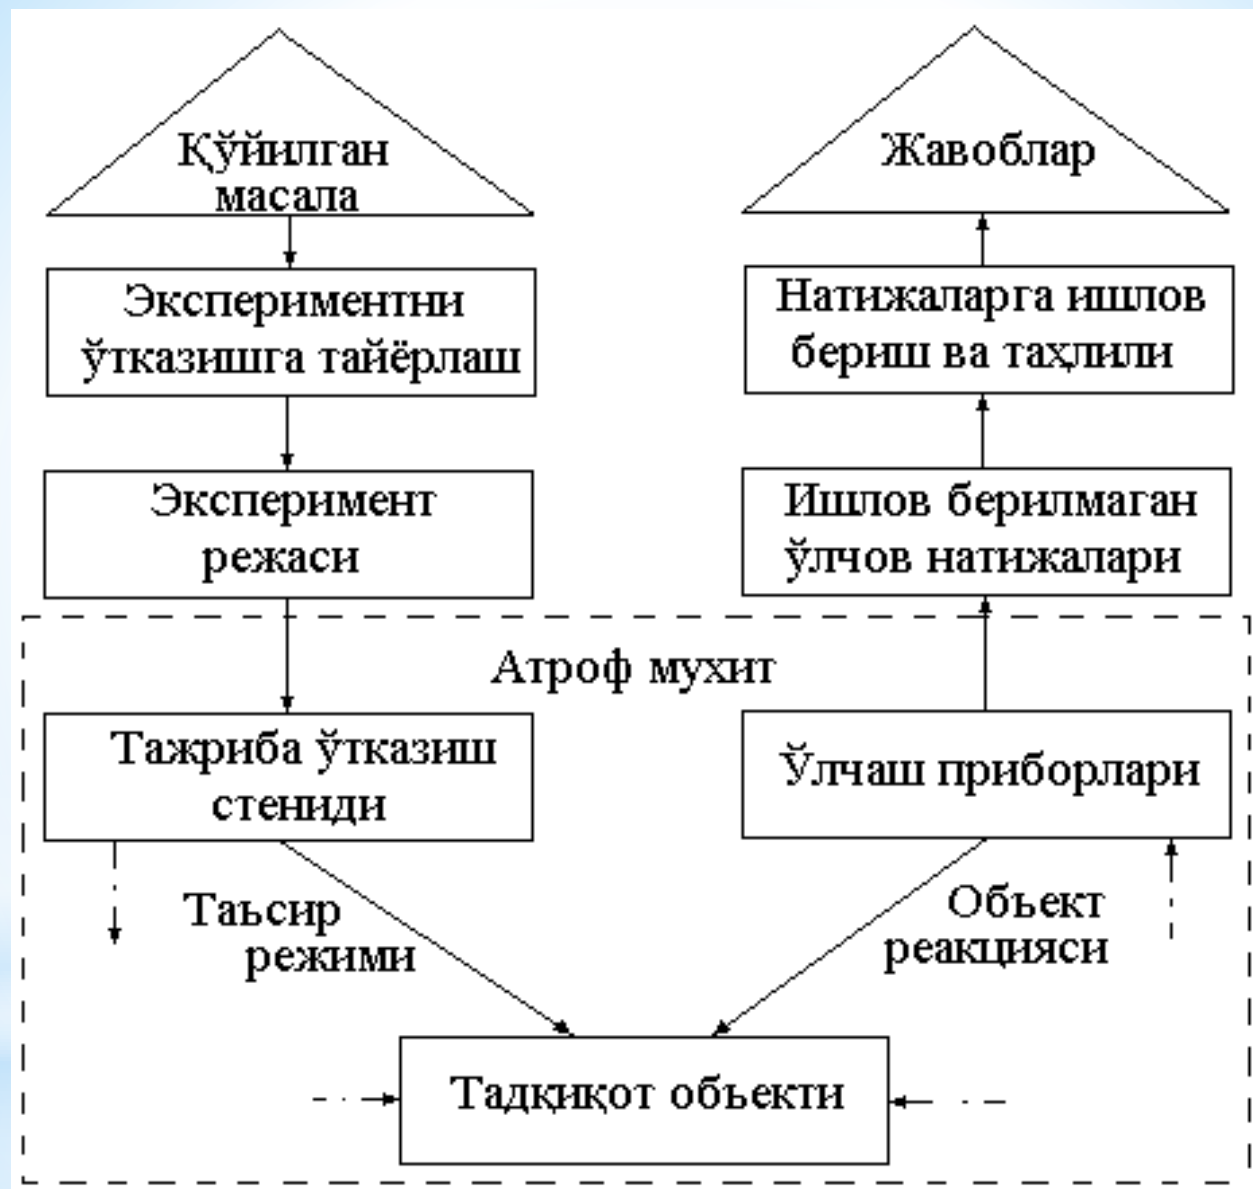 Қўйилган
масала
Экспериментни
ўтказишга тайёрлаш
Эксперимент
режаси
Атроф мухит
Тажриба ўтказиш
стениди
Таьсир
режими
Тадқиқот объекти
Жавоблар
Натижаларга ишлов
бериш ва таҳлили
Ишлов берилмаган
ўлчов натижалари
Ўлчаш приборлари
Объект
реакцияси